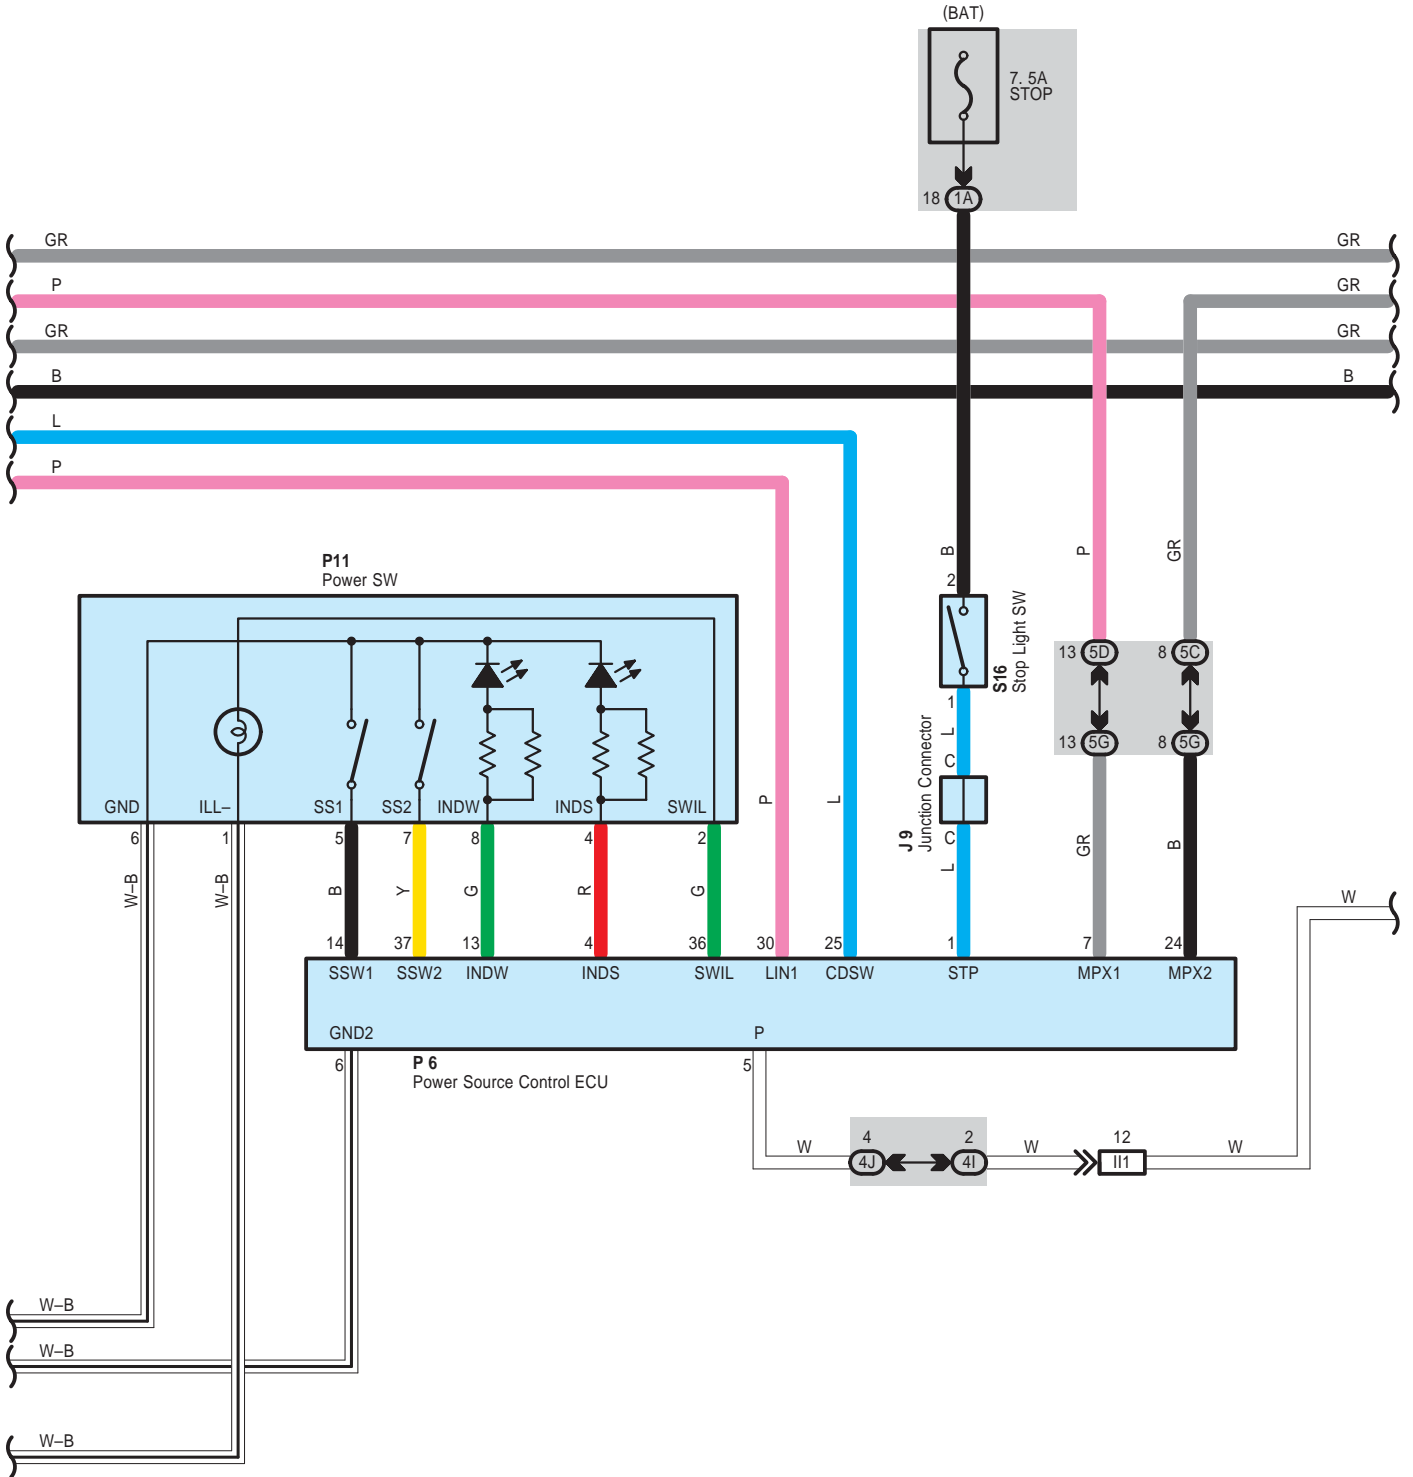 (BAT)
7. 5A
STOP
18 1A
GR GR
P GR
GR GR
B B
L
P
B
P
GR
2
P11
Power SW
S16
Stop Light SW
13 5D
8 5C
1
L
C
13 5G
8 5G
J 9
Junction Connector
GND ILL– SS1 SS2 INDW INDS SWIL
P
L
6 1 5 7 8 4 2
C
L
GR
B
W–B
W–B
B
Y
G
R
G
W
14 37 13 4 36 30 25 1 7 24
SSW1 SSW2 INDW INDS SWIL LIN1 CDSW STP MPX1 MPX2
GND2 P
6 5
P 6
Power Source Control ECU
4 2 12
W 4J 4I W II1 W
W–B
W–B
W–B